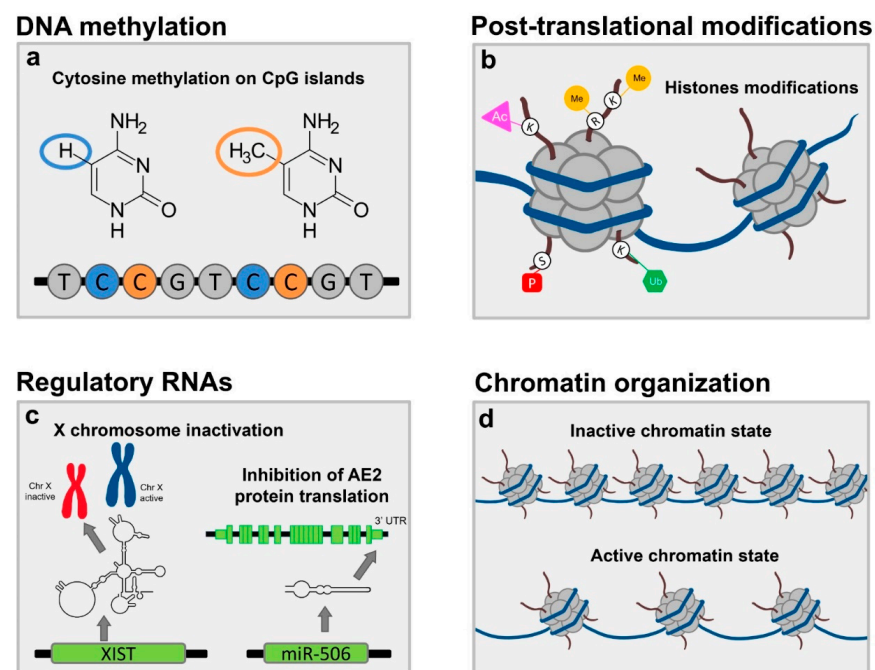 DNA methylation
a
Cytosine methylation on CpG islands
NH₂
H
N
N
H
O
NH₂
H₃C
N
N
H
O
T C C G T C C G T
Post-translational modifications
b
Histones modifications
Ac
K
Me
R
K
Me
S
P
K
Ub
Regulatory RNAs
c
X chromosome inactivation
Chr X
inactive
Chr X
active
Inhibition of AE2
protein translation
3' UTR
XIST
miR-506
Chromatin organization
d
Inactive chromatin state
Active chromatin state